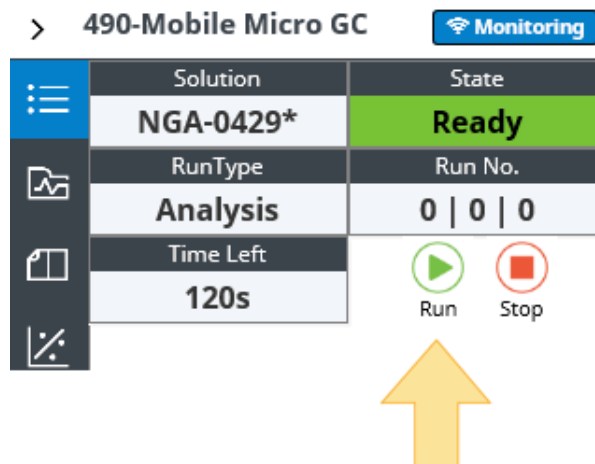 490-Mobile Micro GC
Monitoring
Solution
State
NGA-0429*
Ready
RunType
Run No.
Analysis
0 | 0 | 0
Time Left
120s
Run
Stop